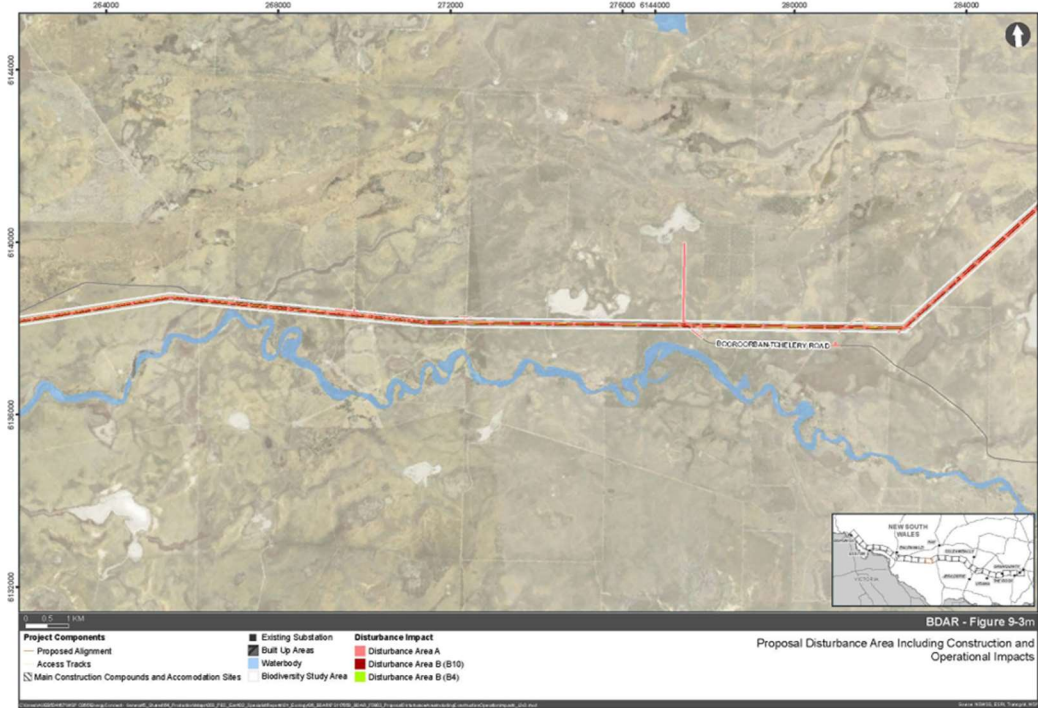 264000 268000 272000 276000 6144000 280000 284000
6144000
6140000
6136000
6132000
BOOROORBAN-TCHELERY ROAD
NEW SOUTH
WALES
VICTORIA
0 0.5 1 KM
BDAR - Figure 9-3m
Project Components
Proposed Alignment
Access Tracks
Main Construction Compounds and Accomodation Sites
Existing Substation
Built Up Areas
Waterbody
Biodiversity Study Area
Disturbance Impact
Disturbance Area A
Disturbance Area B (B10)
Disturbance Area B (B4)
Proposal Disturbance Area Including Construction and
Operational Impacts